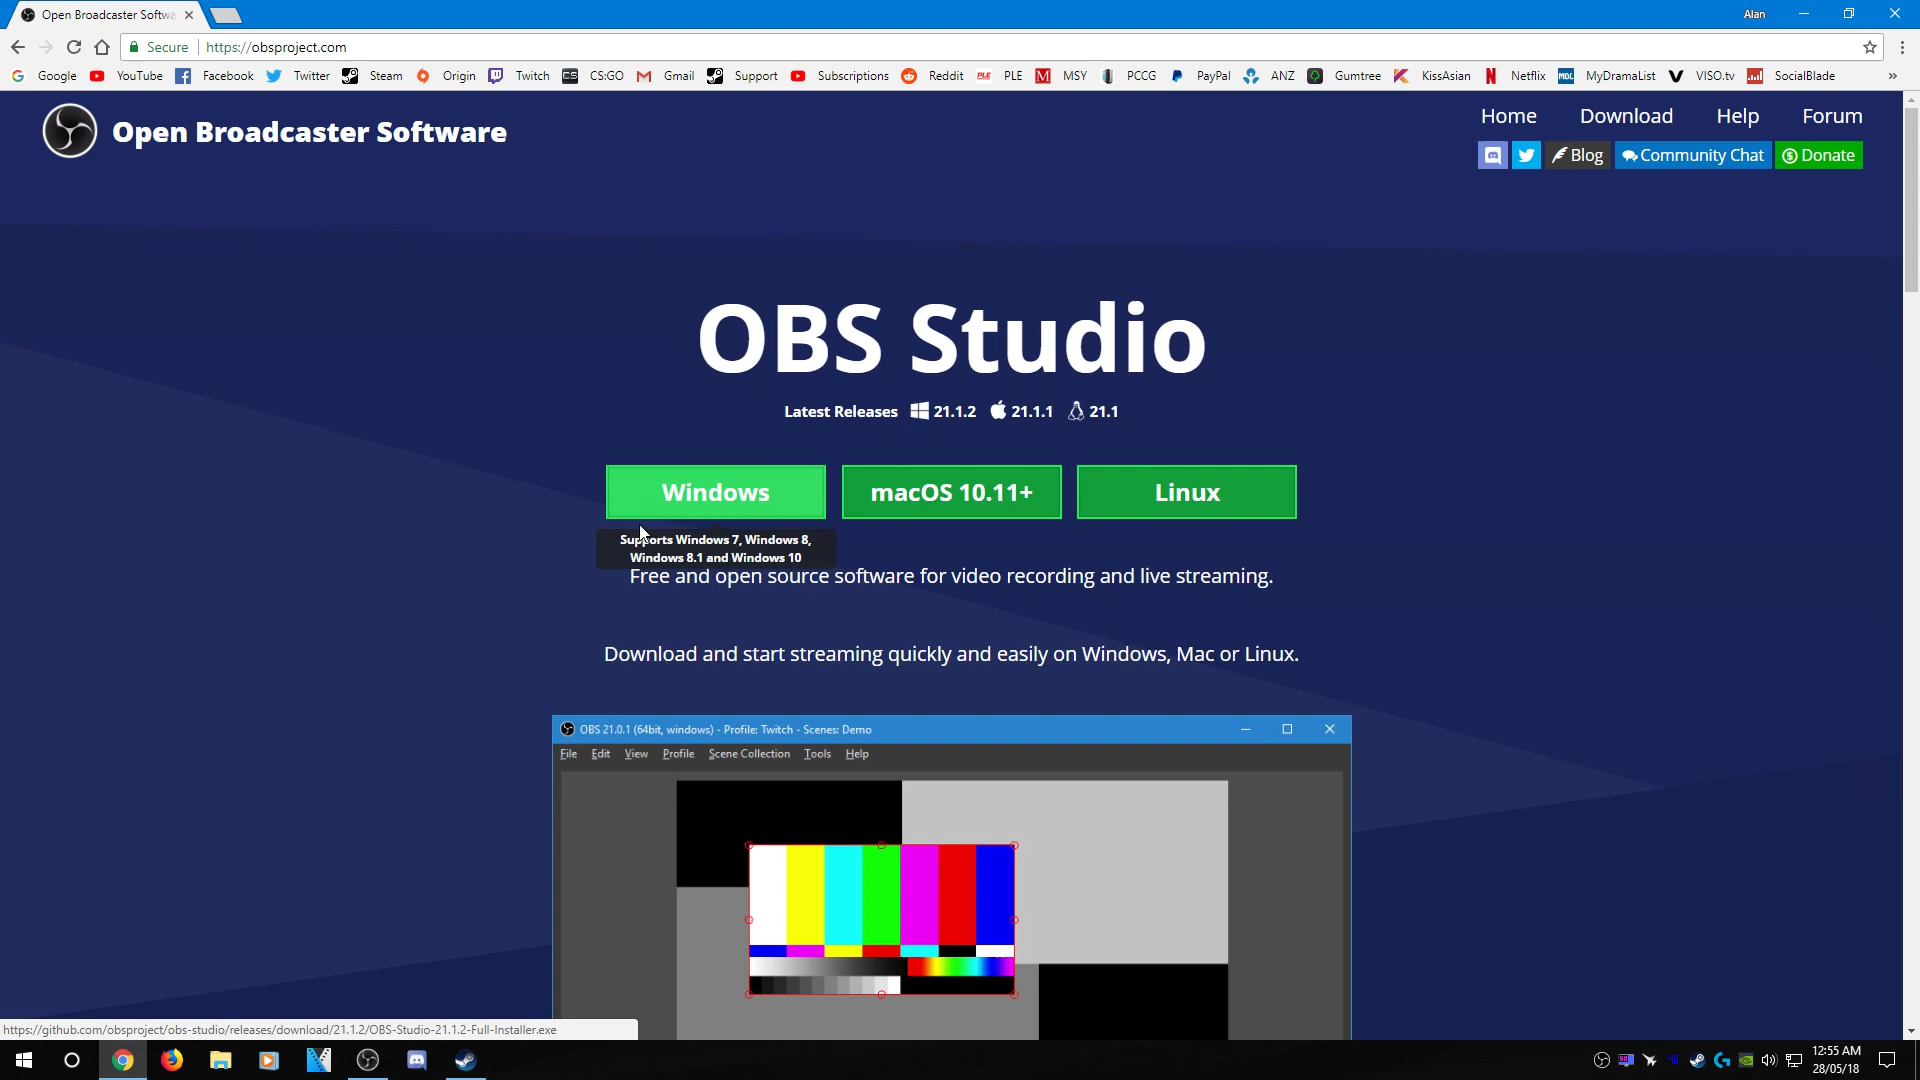 Open Broadcaster Softwa
Alan
Secure
https://obsproject.com
Google YouTube Facebook Twitter Steam Origin Twitch CS:GO Gmail Support Subscriptions Reddit PLE MSY PCCG PayPal ANZ Gumtree KissAsian Netflix MyDramaList VISO.tv SocialBlade »
Open Broadcaster Software
Home Download Help Forum
Blog Community Chat Donate
OBS Studio
Latest Releases 21.1.2 21.1.1 21.1
Windows macOS 10.11+ Linux
Supports Windows 7, Windows 8,
Windows 8.1 and Windows 10
Free and open source software for video recording and live streaming.
Download and start streaming quickly and easily on Windows, Mac or Linux.
OBS 21.0.1 (64bit, windows) - Profile: Twitch - Scenes: Demo
File Edit View Profile Scene Collection Tools Help
https://github.com/obsproject/obs-studio/releases/download/21.1.2/OBS-Studio-21.1.2-Full-Installer.exe
12:55 AM
28/05/18